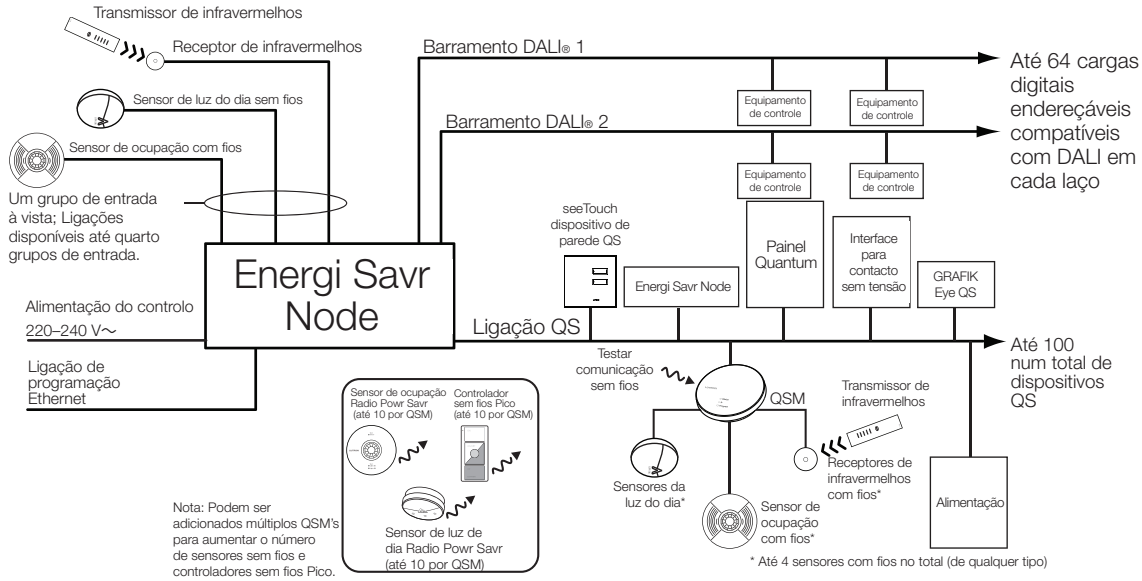 Transmissor de infravermelhos
Receptor de infravermelhos
Sensor de luz do dia sem fios
Sensor de ocupação com fios
Um grupo de entrada
à vista; Ligações
disponíveis até quarto
grupos de entrada.
Alimentação do controlo
220–240 V～
Ligação de
programação
Ethernet
Energi Savr
Node
Barramento DALI® 1
Barramento DALI® 2
Equipamento
de controle
Equipamento
de controle
Equipamento
de controle
Equipamento
de controle
Até 64 cargas
digitais
endereçáveis
compatíveis
com DALI em
cada laço
seeTouch
dispositivo de
parede QS
Energi Savr Node
Painel
Quantum
Interface
para
contacto
sem tensão
GRAFIK
Eye QS
Ligação QS
Até 100
num total de
dispositivos
QS
Testar
comunicação
sem fios
QSM
Transmissor de
infravermelhos
Sensores da
luz do dia*
Sensor de
ocupação
com fios*
Receptores de
infravermelhos
com fios*
Alimentação
* Até 4 sensores com fios no total (de qualquer tipo)
Sensor de ocupação
Radio Powr Savr
(até 10 por QSM)
Controlador
sem fios Pico
(até 10 por QSM)
Sensor de luz de
dia Radio Powr Savr
(até 10 por QSM)
Nota: Podem ser
adicionados múltiplos QSM's
para aumentar o número
de sensores sem fios e
controladores sem fios Pico.